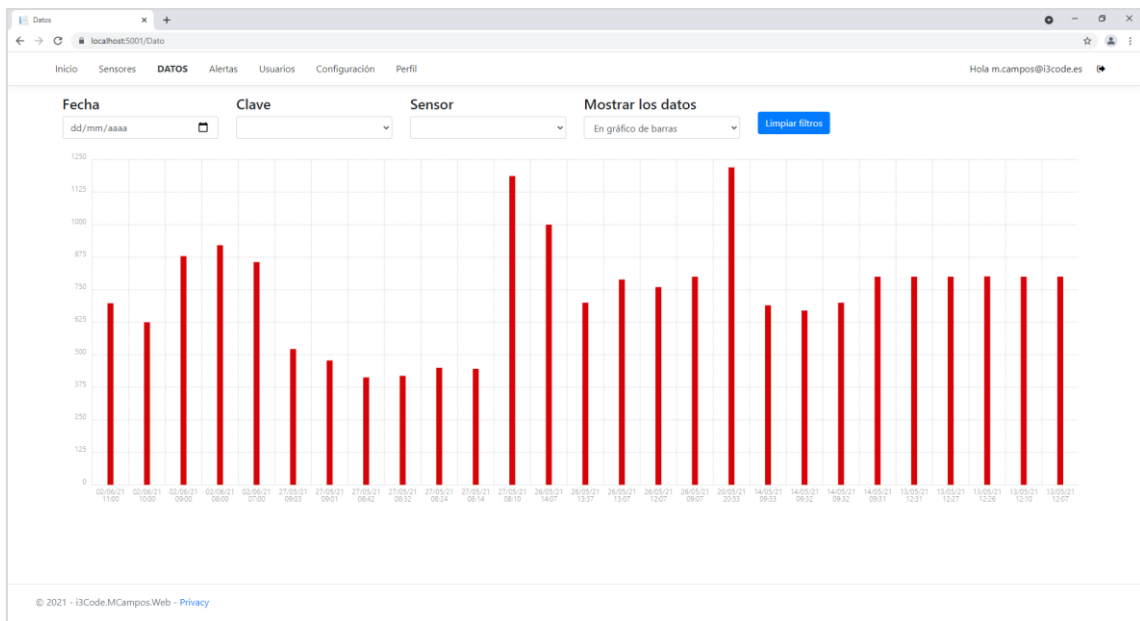 Datos
localhost:5001/Dato
Inicio Sensores DATOS Alertas Usuarios Configuración Perfil Hola m.campos@i3code.es
Fecha Clave Sensor Mostrar los datos
dd/mm/aaaa En gráfico de barras Limpiar filtros
1250
1125
1000
875
750
625
500
375
250
125
0
02/06/21 02/06/21 02/06/21 02/06/21 02/06/21 27/05/21 27/05/21 27/05/21 27/05/21 27/05/21 27/05/21 27/05/21 26/05/21 26/05/21 26/05/21 26/05/21 26/05/21 20/05/21 14/05/21 14/05/21 14/05/21 14/05/21 13/05/21 13/05/21 13/05/21 13/05/21 13/05/21
11:00 10:00 09:00 08:00 07:00 09:03 09:01 08:42 08:32 08:24 08:14 08:10 14:07 13:37 13:07 12:07 09:07 20:53 09:33 09:32 09:32 09:31 12:31 12:27 12:26 12:10 12:07
© 2021 - i3Code.MCampos.Web - Privacy